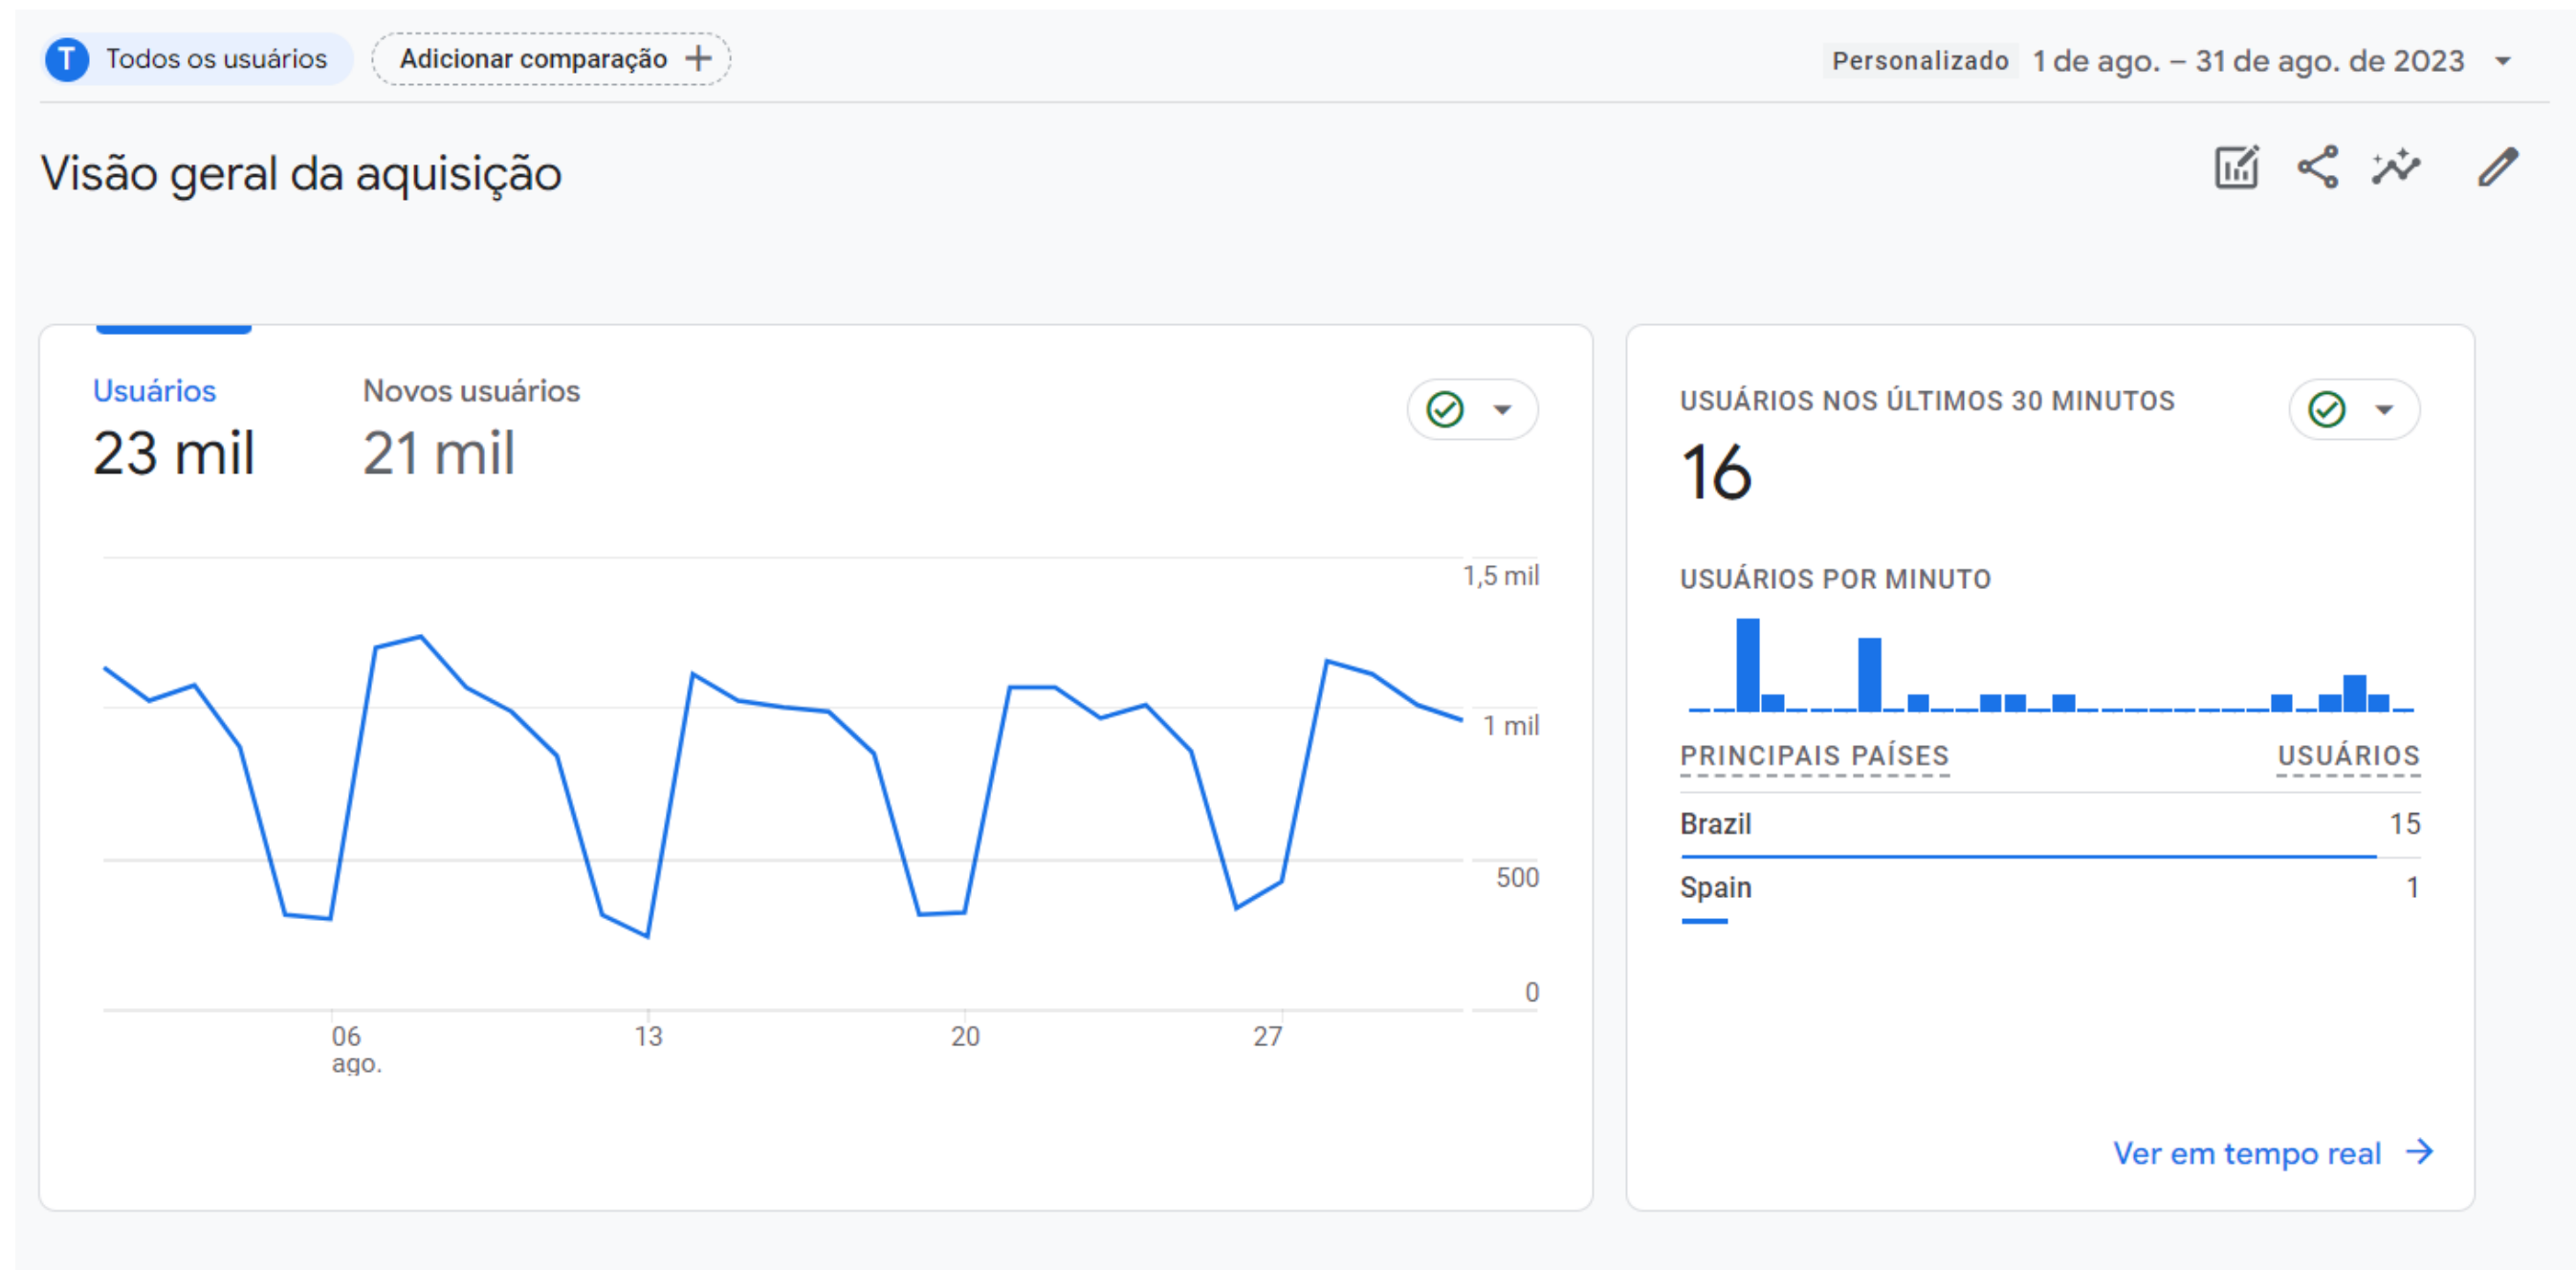 T Todos os usuários Adicionar comparação + Personalizado 1 de ago. – 31 de ago. de 2023
Visão geral da aquisição
Usuários Novos usuários
23 mil 21 mil
1,5 mil
1 mil
500
0
06 13 20 27
ago.
USUÁRIOS NOS ÚLTIMOS 30 MINUTOS
16
USUÁRIOS POR MINUTO
PRINCIPAIS PAÍSES USUÁRIOS
Brazil 15
Spain 1
Ver em tempo real